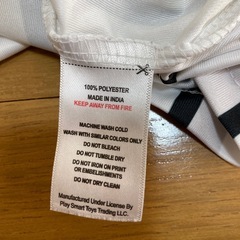 100% POLYESTER
MADE IN INDIA
KEEP AWAY FROM FIRE
MACHINE WASH COLD
WASH WITH SIMILAR COLORS ONLY
DO NOT BLEACH
DO NOT TUMBLE DRY
DO NOT IRON ON PRINT
OR EMBELISHMENTS
DO NOT DRY CLEAN
Manufactured Under License By
Play Smart Toys Trading LLC.